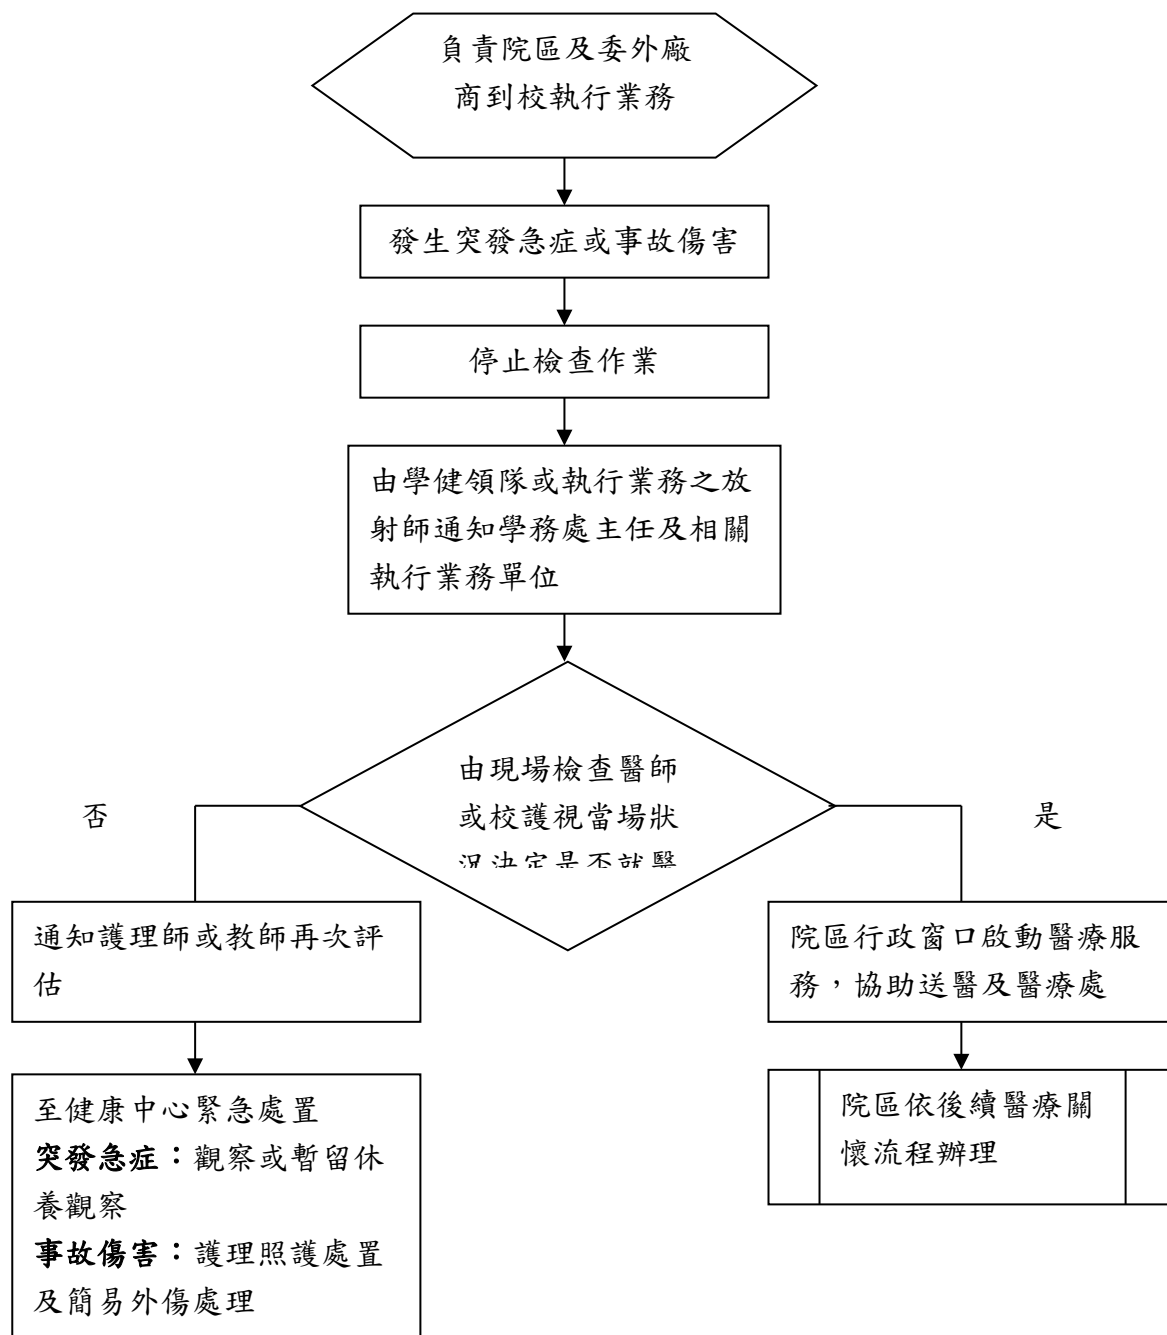 負責院區及委外廠
商到校執行業務
發生突發急症或事故傷害
停止檢查作業
由學健領隊或執行業務之放
射師通知學務處主任及相關
執行業務單位
由現場檢查醫師
或校護視當場狀
況決定是否就醫
否
是
通知護理師或教師再次評
估
院區行政窗口啟動醫療服
務，協助送醫及醫療處
至健康中心緊急處置
突發急症：觀察或暫留休
養觀察
事故傷害：護理照護處置
及簡易外傷處理
院區依後續醫療關
懷流程辦理